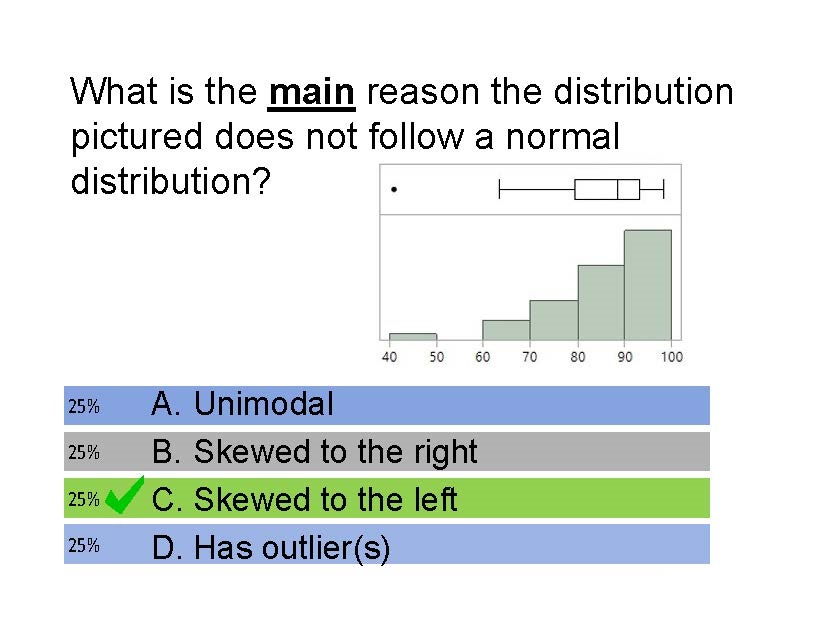 What is the main reason the distribution
pictured does not follow a normal
distribution?
40 50 60 70 80 90 100
25% A. Unimodal
25% B. Skewed to the right
25% C. Skewed to the left
25% D. Has outlier(s)